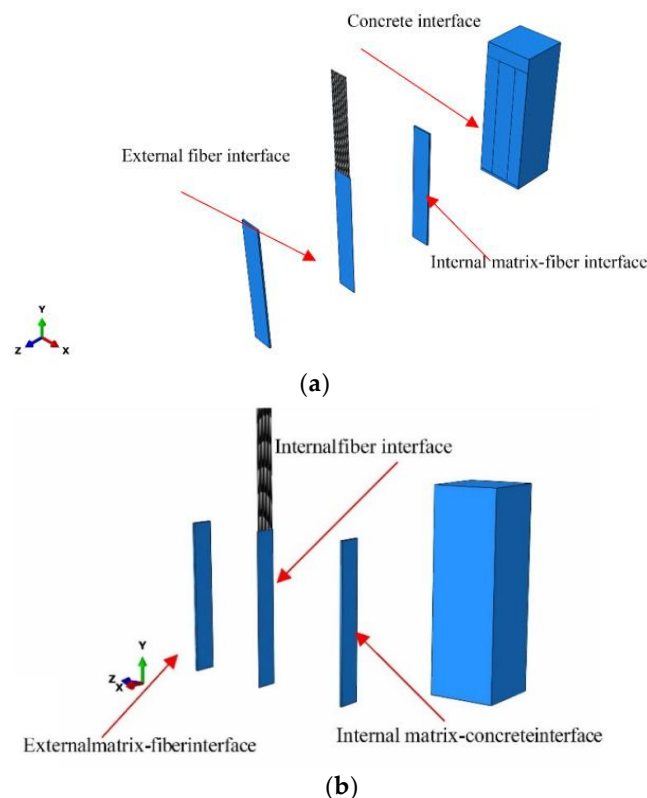 Concrete interface
External fiber interface
Internal matrix-fiber interface
Y
Z
X
(a)
Internalfiber interface
Y
Z
X
Externalmatrix-fiberinterface
Internal matrix-concreteinterface
(b)